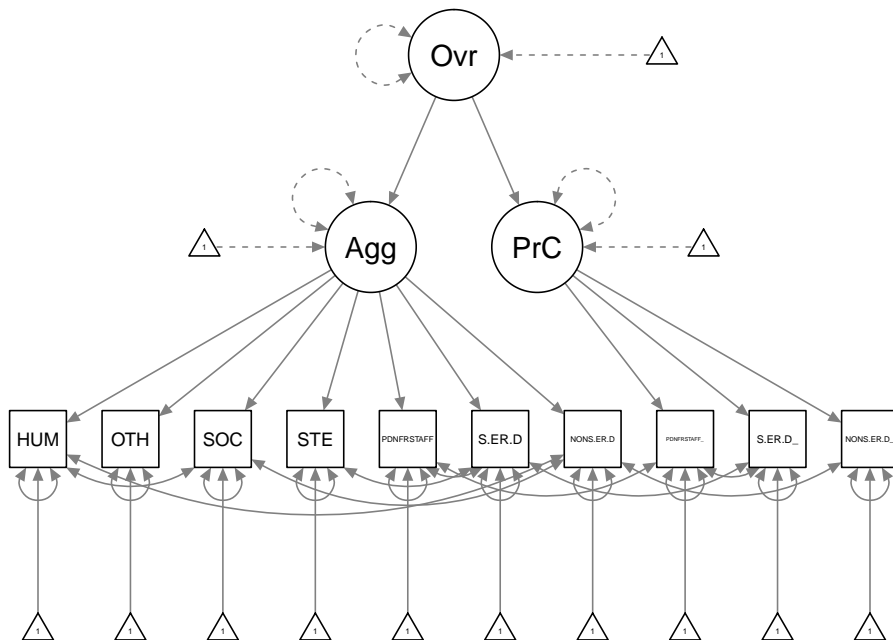 Ovr
1
Agg
PrC
1
1
HUM
OTH
SOC
STE
PDNFRSTAFF
S.ER.D
NONS.ER.D
PDNFRSTAFF_
S.ER.D_
NONS.ER.D_
1
1
1
1
1
1
1
1
1
1